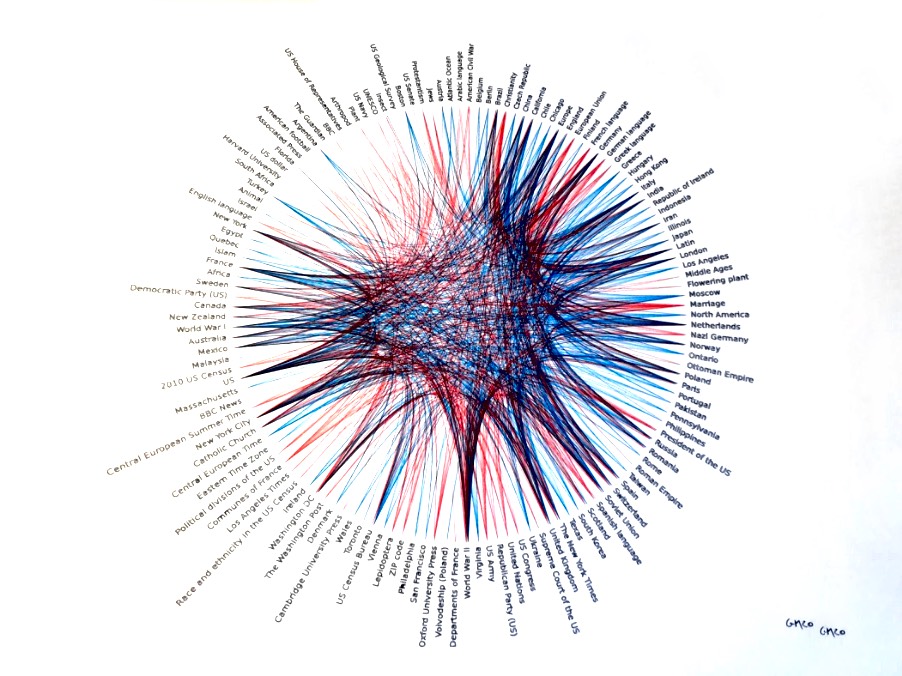 American Civil War
Belgium
Berlin
Brazil
Christianity
Czech Republic
China
California
Chile
Chicago
Europe
England
European Union
Finland
French language
Germany
German language
Greek language
Greece
Hungary
Hong Kong
Italy
India
Republic of Ireland
Indonesia
Iran
Illinois
Japan
Latin
London
Los Angeles
Middle Ages
Flowering plant
Moscow
Marriage
North America
Netherlands
Nazi Germany
Norway
Ontario
Ottoman Empire
Poland
Paris
Portugal
Pakistan
Pennsylvania
Philippines
President of the US
Russia
Romania
Rome
Roman Empire
Taiwan
Spain
Switzerland
Soviet Union
Spanish language
Scotland
South Korea
Texas
The New York Times
United Kingdom
Supreme Court of the US
Ukraine
US Congress
United Nations
Republican Party (US)
US Army
Virginia
World War II
Departments of France
Voivodeship (Poland)
Oxford University Press
San Francisco
Philadelphia
ZIP code
Lepidoptera
Vienna
US Census Bureau
Toronto
Wales
Cambridge University Press
Denmark
The Washington Post
Washington DC
Ireland
Race and ethnicity in the US Census
Los Angeles Times
Communes of France
Political divisions of the US
Eastern Time Zone
Central European Time
Catholic Church
New York City
Central European Summer Time
BBC News
Massachusetts
US
2010 US Census
Malaysia
Mexico
Australia
World War I
New Zealand
Canada
Democratic Party (US)
Sweden
Africa
France
Islam
Quebec
Egypt
New York
English language
Israel
Animal
Turkey
South Africa
Harvard University
US dollar
Florida
Associated Press
American football
Argentina
The Guardian
BBC
Arthropod
US House of Representatives
Plant
US Navy
UNESCO
Insect
US Geological Survey
Boston
US Senate
Protestantism
Jews
Austria
Atlantic Ocean
Arabic language
GMCO GMCO